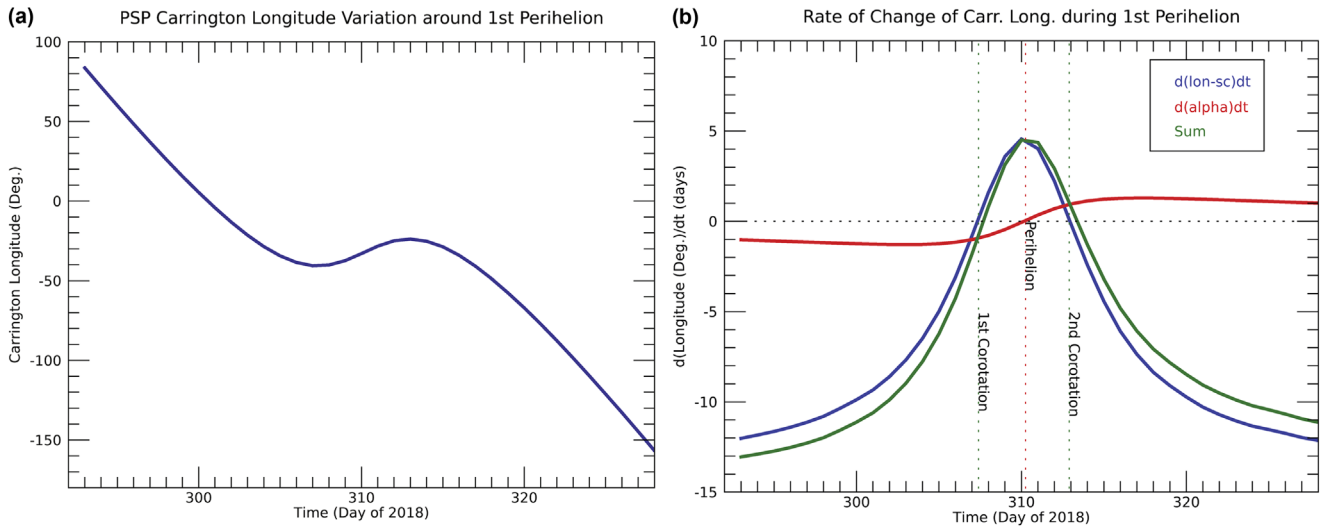 (a)
PSP Carrington Longitude Variation around 1st Perihelion
100
50
0
-50
-100
-150
Carrington Longitude (Deg.)
300
310
320
Time (Day of 2018)
(b)
Rate of Change of Carr. Long. during 1st Perihelion
10
5
0
-5
-10
-15
d(Longitude (Deg.)/dt (days)
d(lon-sc)dt
d(alpha)dt
Sum
1st Corotation
Perihelion
2nd Corotation
300
310
320
Time (Day of 2018)